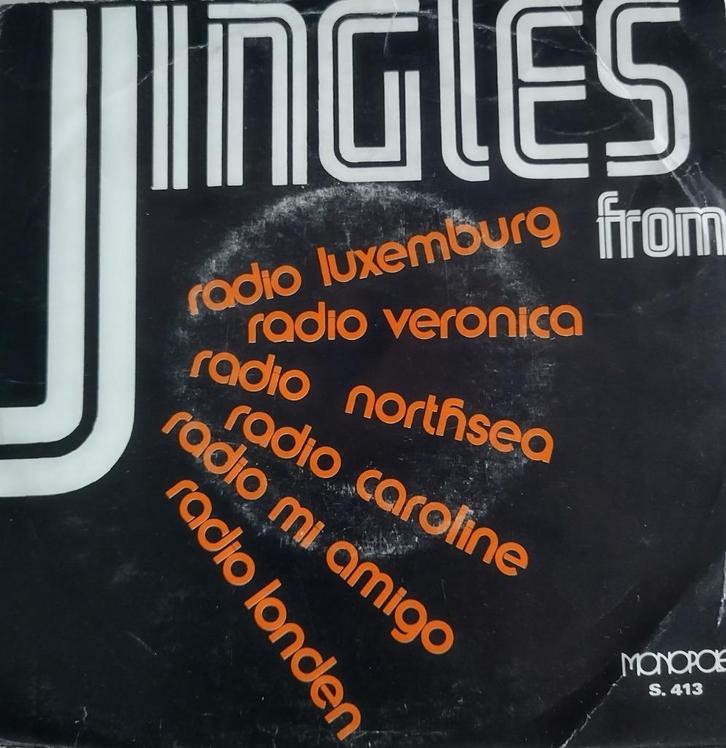 JINGLES
from
radio luxemburg
radio veronica
radio northsea
radio caroline
radio mi amigo
radio londen
MONOPOLE
S. 413